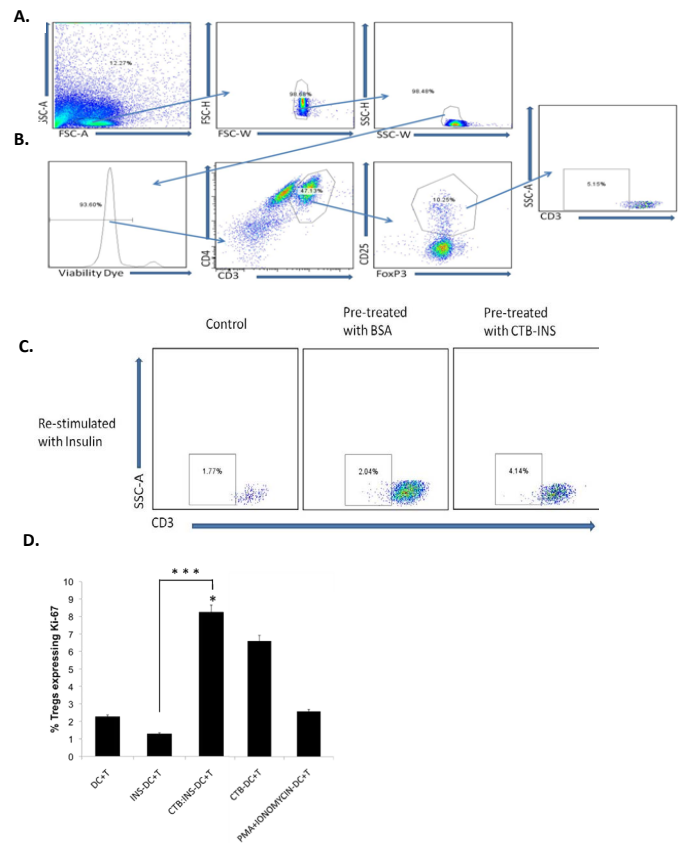 A.
SSC-A
12.27%
FSC-A
FSC-H
98.68%
FSC-W
SSC-H
98.49%
SSC-W
B.
93.60%
Viability Dye
CD4
47.13%
CD3
CD25
10.25%
FoxP3
SSC-A
5.15%
CD3
Control
Pre-treated
with BSA
Pre-treated
with CTB-INS
C.
Re-stimulated
with Insulin
SSC-A
1.77%
2.04%
4.14%
CD3
D.
% Tregs expressing Ki-67
10
9
8
7
6
5
4
3
2
1
0
***
*
DC+T
INS-DC+T
CTB:INS-DC+T
CTB-DC+T
PMA+IONOMYCIN-DC+T